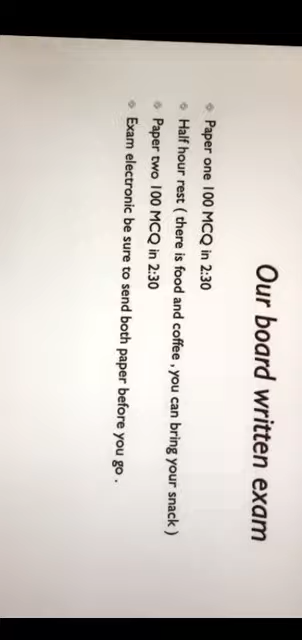 Our board written exam
Paper one 100 MCQ in 2:30
Half hour rest ( there is food and coffee ,you can bring your snack )
Paper two 100 MCQ in 2:30
Exam electronic be sure to send both paper before you go .